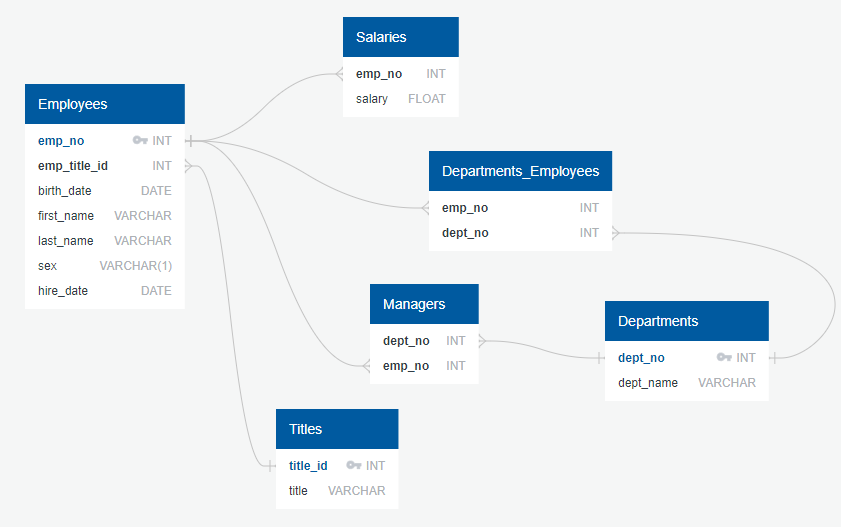 Salaries
emp_no INT
salary FLOAT
Employees
emp_no INT
emp_title_id INT
birth_date DATE
first_name VARCHAR
last_name VARCHAR
sex VARCHAR(1)
hire_date DATE
Departments_Employees
emp_no INT
dept_no INT
Managers
dept_no INT
emp_no INT
Departments
dept_no INT
dept_name VARCHAR
Titles
title_id INT
title VARCHAR